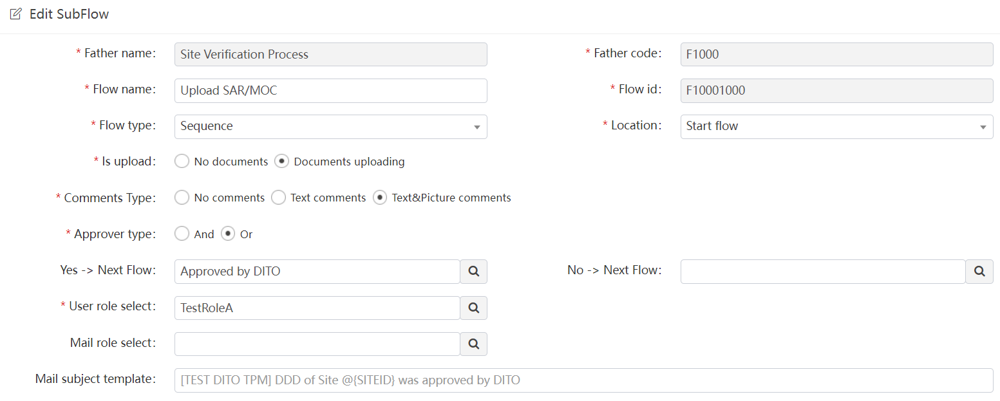 Edit SubFlow
* Father name: Site Verification Process * Father code: F1000
* Flow name: Upload SAR/MOC * Flow id: F10001000
* Flow type: Sequence * Location: Start flow
* Is upload: No documents Documents uploading
* Comments Type: No comments Text comments Text&Picture comments
* Approver type: And Or
Yes -> Next Flow: Approved by DITO No -> Next Flow:
* User role select: TestRoleA
Mail role select:
Mail subject template: [TEST DITO TPM] DDD of Site @{SITEID} was approved by DITO